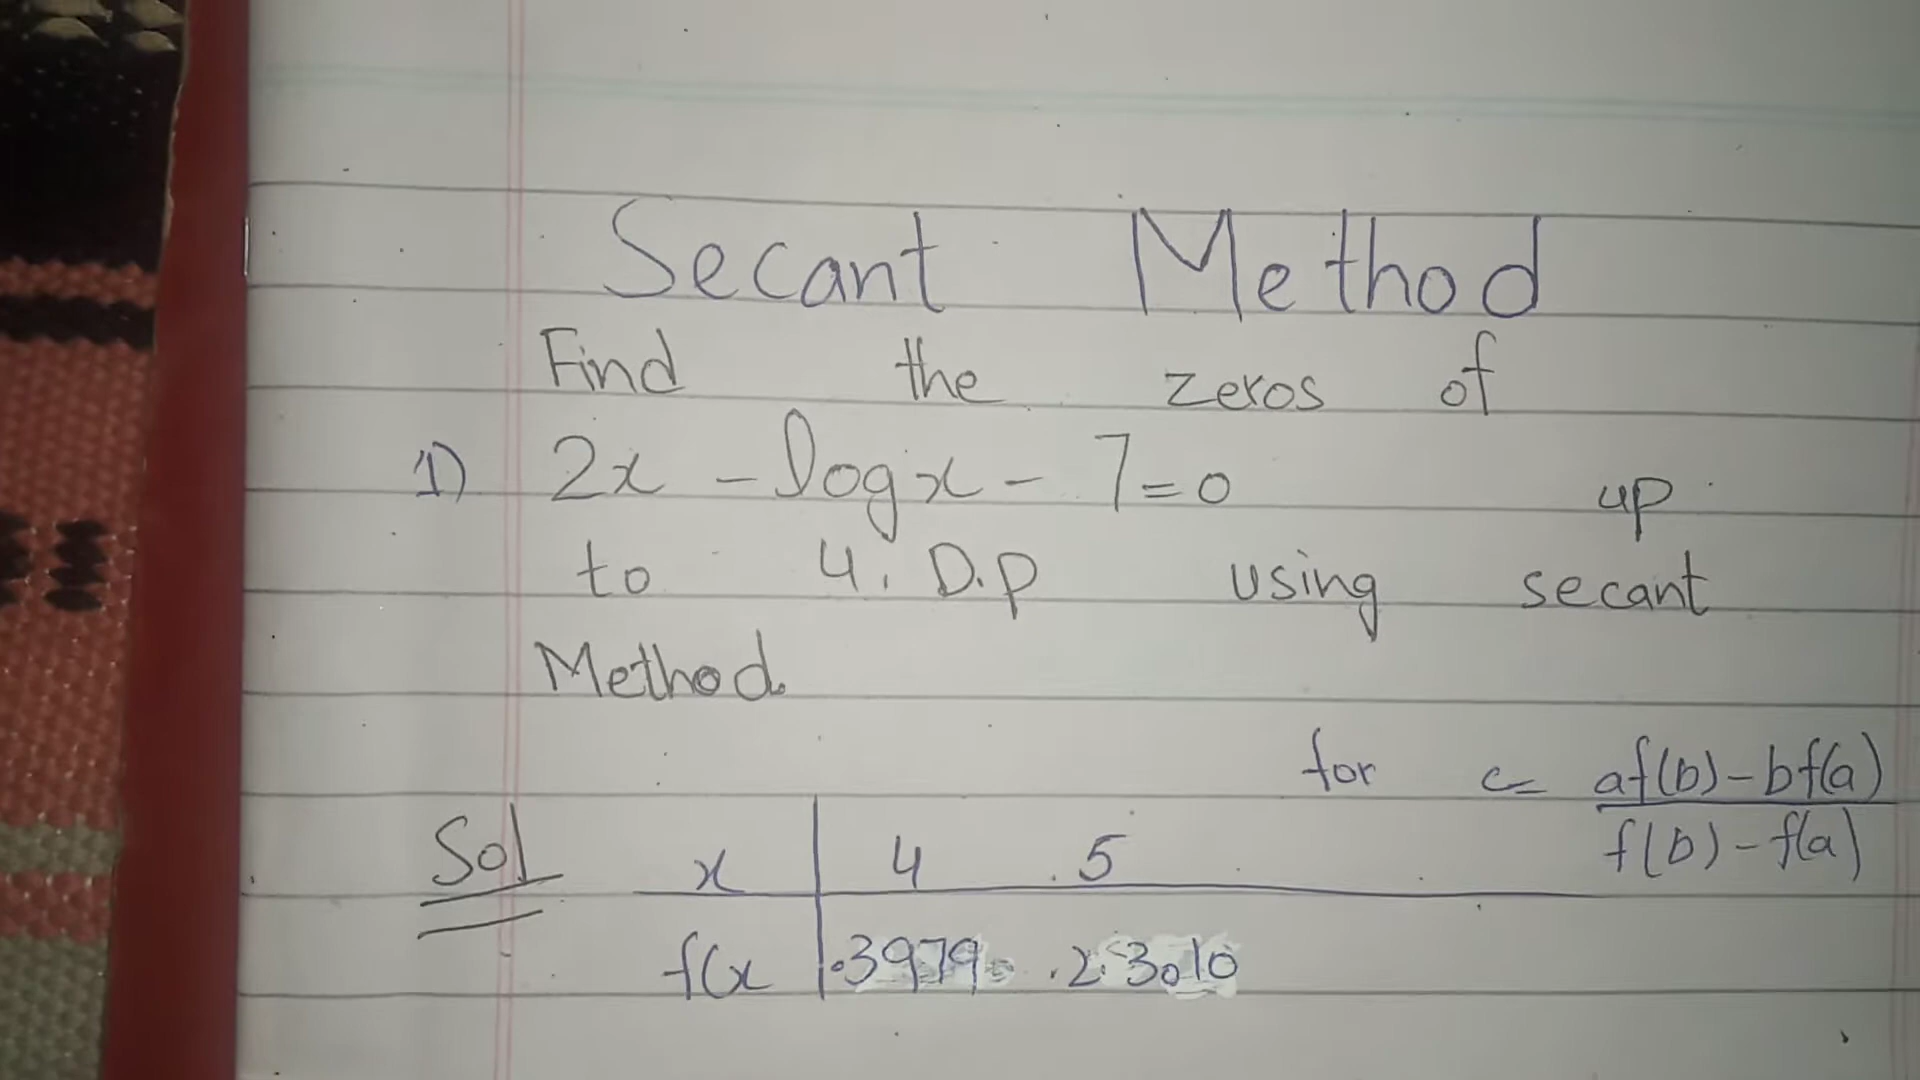 Secant Method
Find the zeros of
1) 2x - log x - 7 = 0 up
to 4. D.p using secant
Method.
for c = af(b) - bf(a) / f(b) - f(a)
Sol x | 4 5
f(x | .3979 2.3010